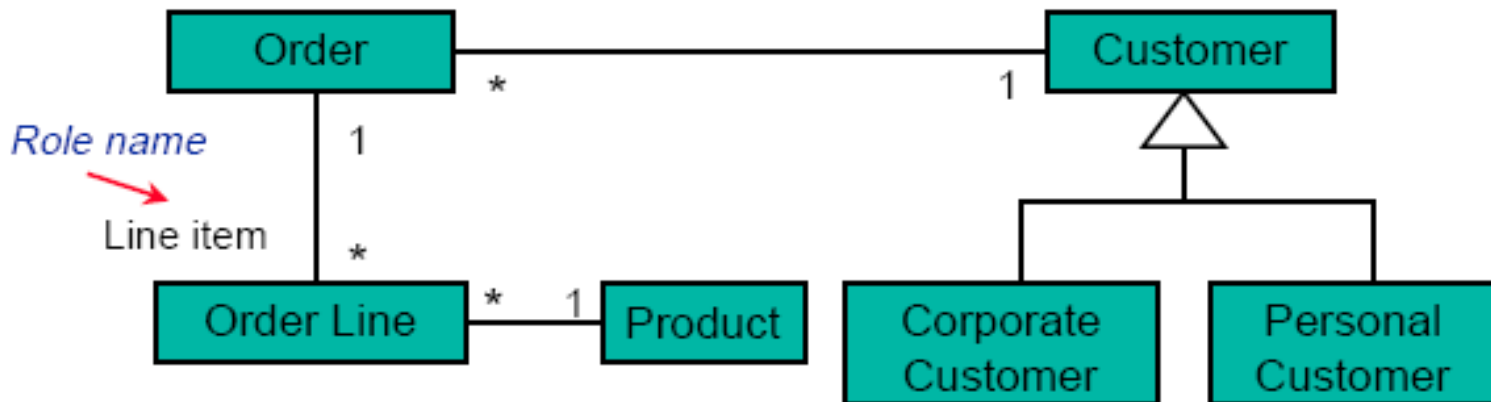 Order
Customer
*
1
Role name
1
Line item
*
Order Line
*
1
Product
Corporate
Customer
Personal
Customer